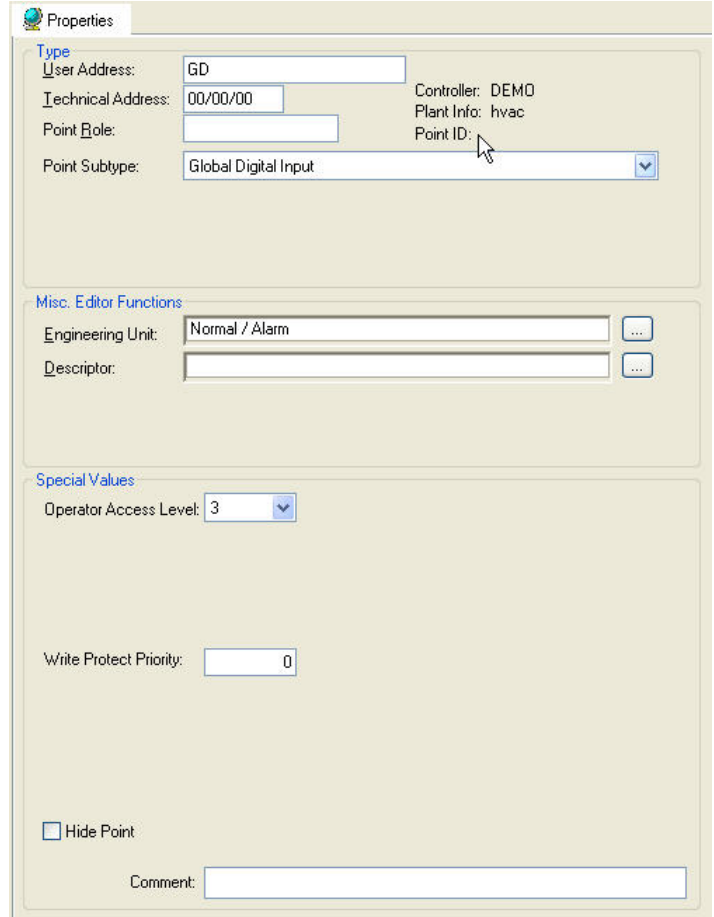 Properties
Type
User Address: GD
Technical Address: 00/00/00
Controller: DEMO
Plant Info: hvac
Point Role:
Point ID:
Point Subtype: Global Digital Input
Misc. Editor Functions
Engineering Unit: Normal / Alarm ...
Descriptor: ...
Special Values
Operator Access Level: 3
Write Protect Priority: 0
Hide Point
Comment: